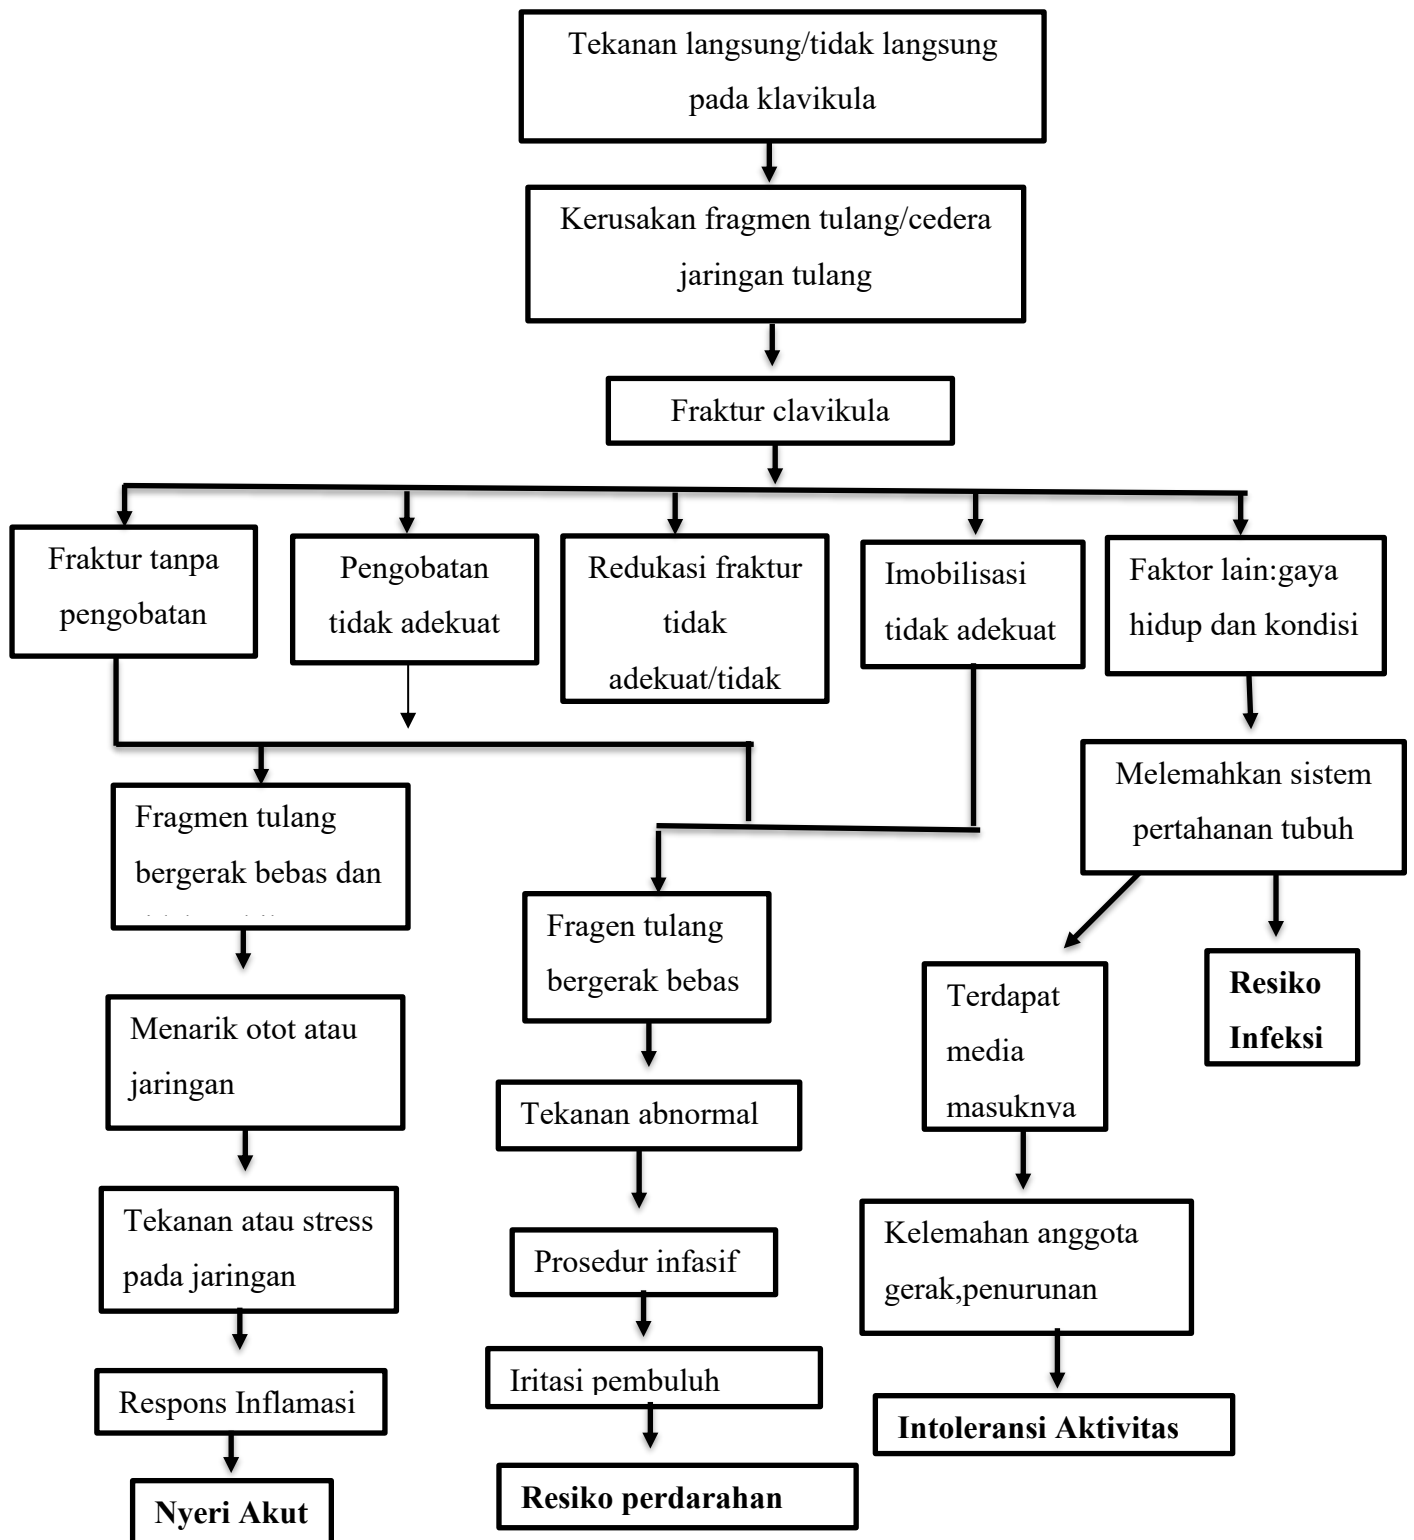 Tekanan langsung/tidak langsung
pada klavikula
Kerusakan fragmen tulang/cedera
jaringan tulang
Fraktur clavikula
Fraktur tanpa
pengobatan
Pengobatan
tidak adekuat
Redukasi fraktur
tidak
adekuat/tidak
Imobilisasi
tidak adekuat
Faktor lain:gaya
hidup dan kondisi
Fragmen tulang
bergerak bebas dan
Melemahkan sistem
pertahanan tubuh
Fragen tulang
bergerak bebas
Terdapat
media
masuknya
Resiko
Infeksi
Menarik otot atau
jaringan
Tekanan abnormal
Tekanan atau stress
pada jaringan
Prosedur infasif
Kelemahan anggota
gerak,penurunan
Respons Inflamasi
Iritasi pembuluh
Intoleransi Aktivitas
Nyeri Akut
Resiko perdarahan